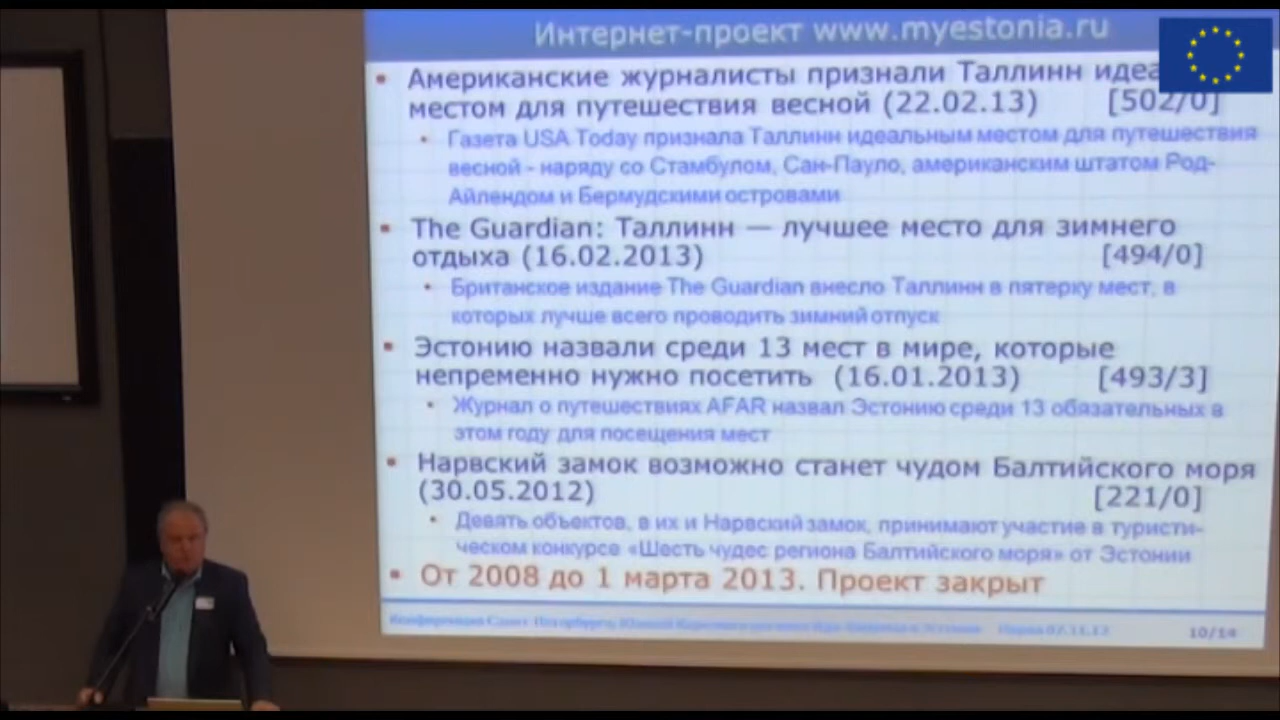 Интернет-проект www.myestonia.ru
Американские журналисты признали Таллинн
местом для путешествия весной (22.02.13) [502/0]
Газета USA Today признала Таллинн идеальным местом для путешествия
весной - наряду со Стамбулом, Сан-Пауло, американским штатом Род-
Айлендом и Бермудскими островами
The Guardian: Таллинн — лучшее место для зимнего
отдыха (16.02.2013) [494/0]
Британское издание The Guardian внесло Таллинн в пятерку мест, в
которых лучше всего проводить зимний отпуск
Эстонию назвали среди 13 мест в мире, которые
непременно нужно посетить (16.01.2013) [493/3]
Журнал о путешествиях AFAR назвал Эстонию среди 13 обязательных в
этом году для посещения мест
Нарвский замок возможно станет чудом Балтийского моря
(30.05.2012) [221/0]
Девять объектов, в их и Нарвский замок, принимают участие в туристи-
ческом конкурсе «Шесть чудес региона Балтийского моря» от Эстонии
От 2008 до 1 марта 2013. Проект закрыт
10/14